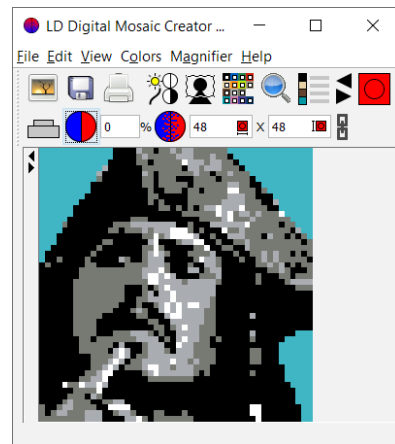 LD Digital Mosaic Creator ...
File Edit View Colors Magnifier Help
0 % 48 X 48